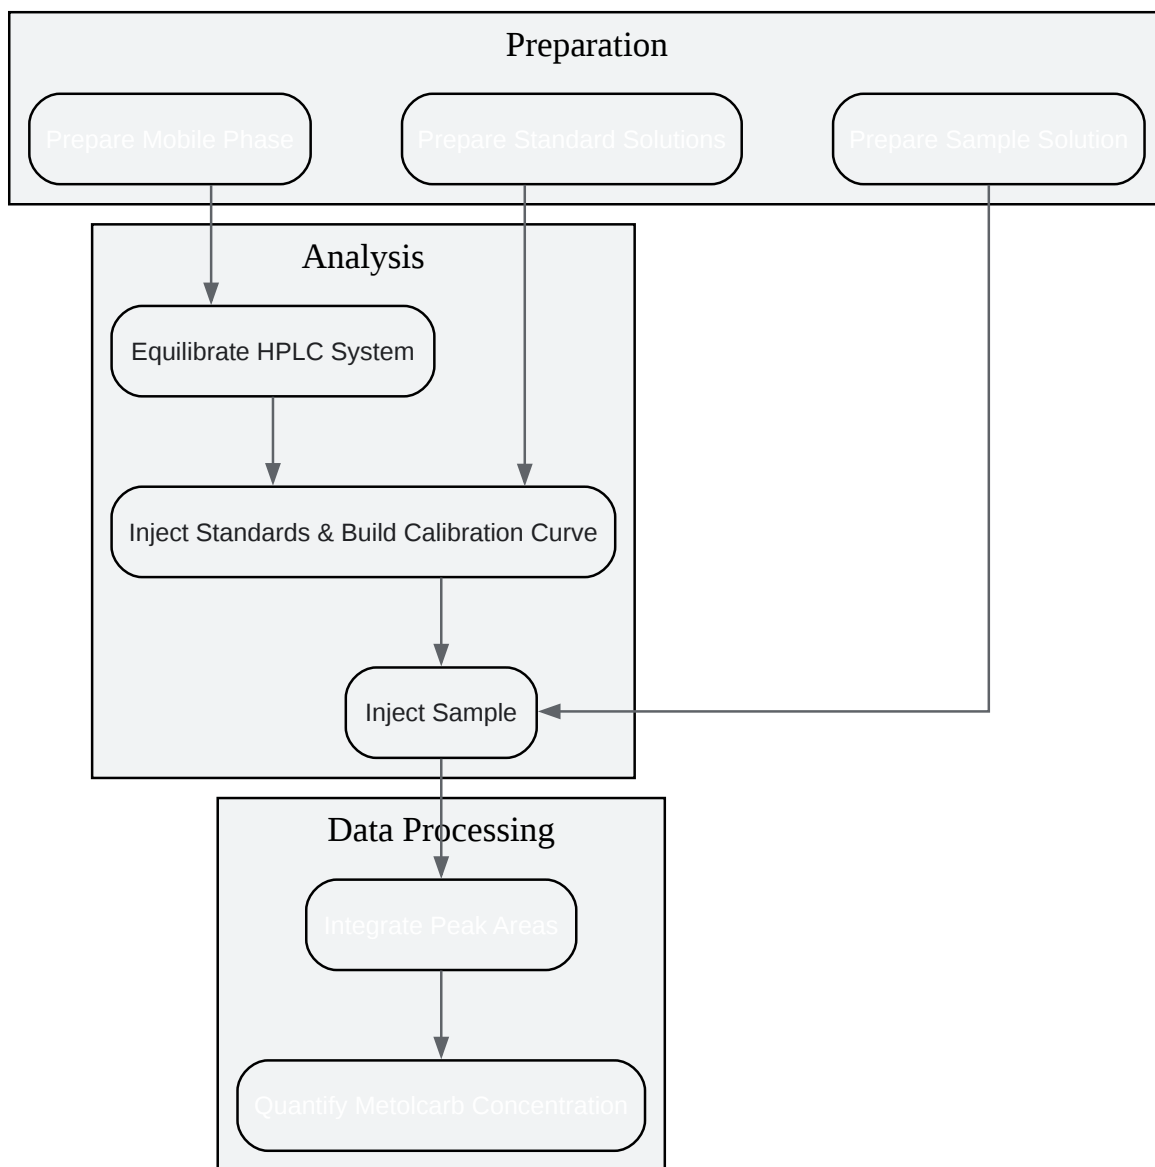 Preparation
Prepare Mobile Phase
Prepare Standard Solutions
Prepare Sample Solution
Analysis
Equilibrate HPLC System
Inject Standards & Build Calibration Curve
Inject Sample
Data Processing
Integrate Peak Areas
Quantify Metolcarb Concentration